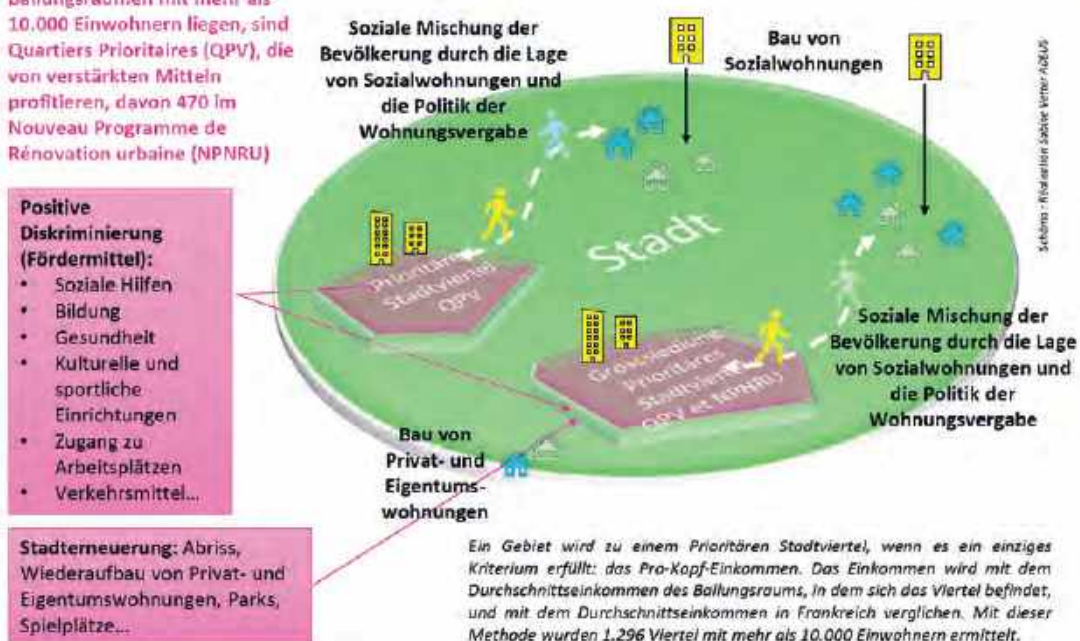 Ballungsräumen mit mehr als
10.000 Einwohnern liegen, sind
Quartiers Prioritaires (QPV), die
von verstärkten Mitteln
profitieren, davon 470 im
Nouveau Programme de
Rénovation urbaine (NPNRU)
Soziale Mischung der
Bevölkerung durch die Lage
von Sozialwohnungen und
die Politik der
Wohnungsvergabe
Bau von
Sozialwohnungen
Schéma - Réalisation Sabine Vetter ADEUS
Positive
Diskriminierung
(Fördermittel):
• Soziale Hilfen
• Bildung
• Gesundheit
• Kulturelle und
sportliche
Einrichtungen
• Zugang zu
Arbeitsplätzen
• Verkehrsmittel...
Stadt
Prioritäres
Stadtviertel
QPV
Grossiedlung
Prioritäres
Stadtviertel
QPV et NPNRU
Soziale Mischung der
Bevölkerung durch die Lage
von Sozialwohnungen und
die Politik der
Wohnungsvergabe
Bau von
Privat- und
Eigentums-
wohnungen
Stadterneuerung: Abriss,
Wiederaufbau von Privat- und
Eigentumswohnungen, Parks,
Spielplätze...
Ein Gebiet wird zu einem Prioritären Stadtviertel, wenn es ein einziges
Kriterium erfüllt: das Pro-Kopf-Einkommen. Das Einkommen wird mit dem
Durchschnittseinkommen des Ballungsraums, in dem sich das Viertel befindet,
und mit dem Durchschnittseinkommen in Frankreich verglichen. Mit dieser
Methode wurden 1.296 Viertel mit mehr als 10.000 Einwohnern ermittelt.